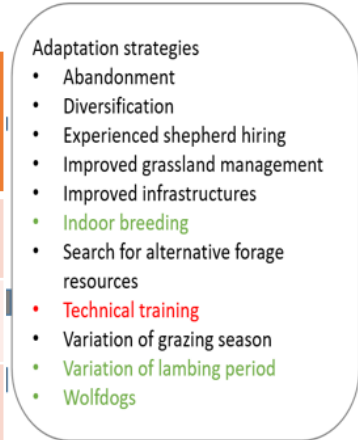 Adaptation strategies
• Abandonment
• Diversification
• Experienced shepherd hiring
• Improved grassland management
• Improved infrastructures
• Indoor breeding
• Search for alternative forage
resources
• Technical training
• Variation of grazing season
• Variation of lambing period
• Wolfdogs